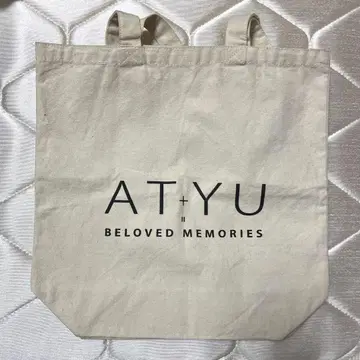 AT+YU
=
BELOVED MEMORIES